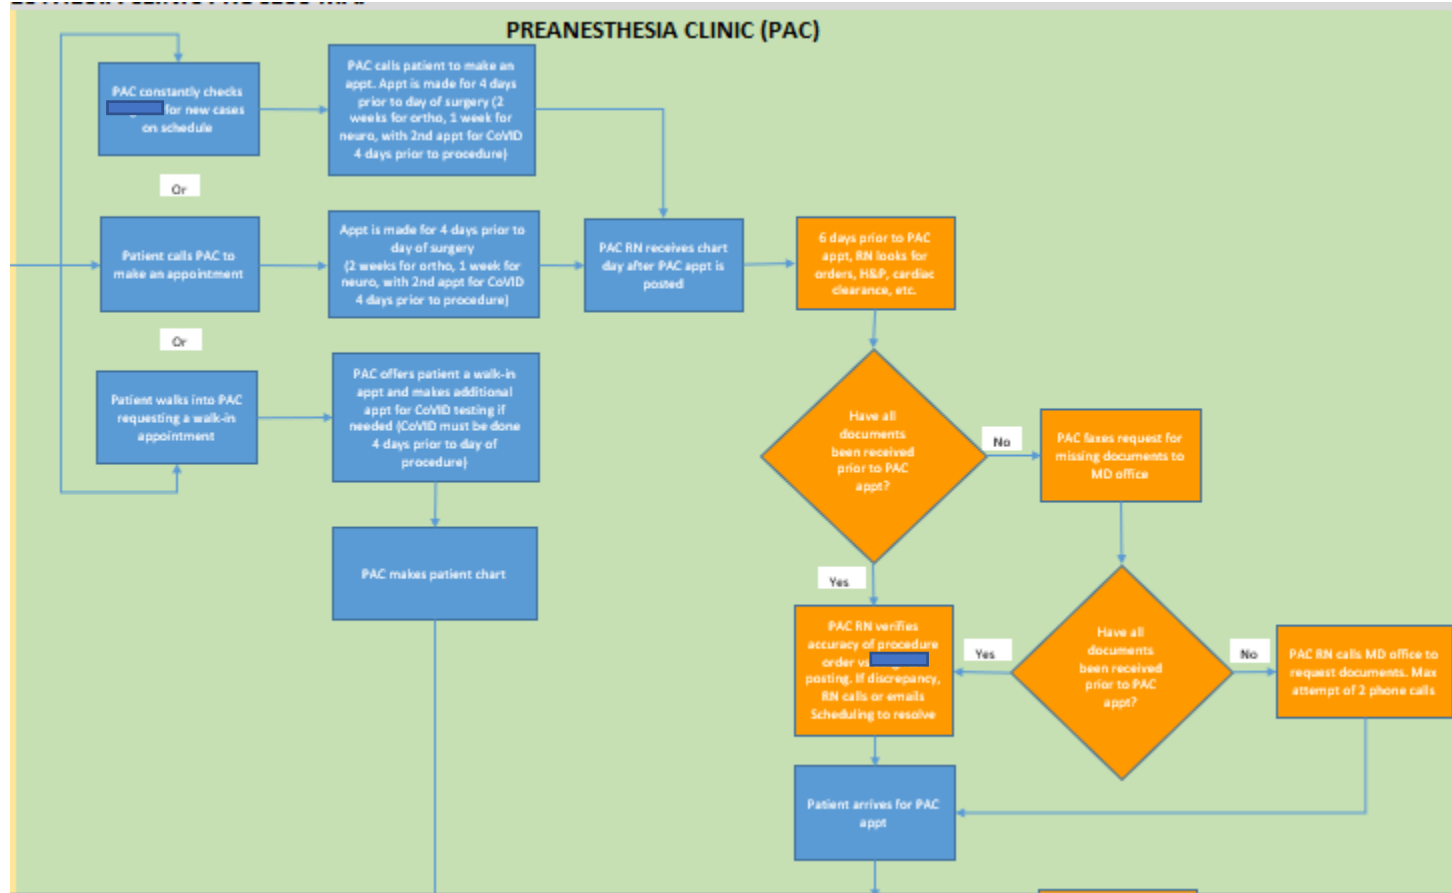 PREANESTHESIA CLINIC (PAC)
PAC constantly checks
for new cases
on schedule
PAC calls patient to make an
appt. Appt is made for 4 days
prior to day of surgery (2
weeks for ortho, 1 week for
neuro, with 2nd appt for CoVID
4 days prior to procedure)
Or
Patient calls PAC to
make an appointment
Appt is made for 4 days prior to
day of surgery
(2 weeks for ortho, 1 week for
neuro, with 2nd appt for CoVID
4 days prior to procedure)
PAC RN receives chart
day after PAC appt is
posted
6 days prior to PAC
appt, RN looks for
orders, H&P, cardiac
clearance, etc.
Or
Patient walks into PAC
requesting a walk-in
appointment
PAC offers patient a walk-in
appt and makes additional
appt for CoVID testing if
needed (CoVID must be done
4 days prior to day of
procedure)
Have all
documents
been received
prior to PAC
appt?
No
PAC faxes request for
missing documents to
MD office
PAC makes patient chart
Yes
PAC RN verifies
accuracy of procedure
order vs
posting. If discrepancy,
RN calls or emails
Scheduling to resolve
Yes
Have all
documents
been received
prior to PAC
appt?
No
PAC RN calls MD office to
request documents. Max
attempt of 2 phone calls
Patient arrives for PAC
appt